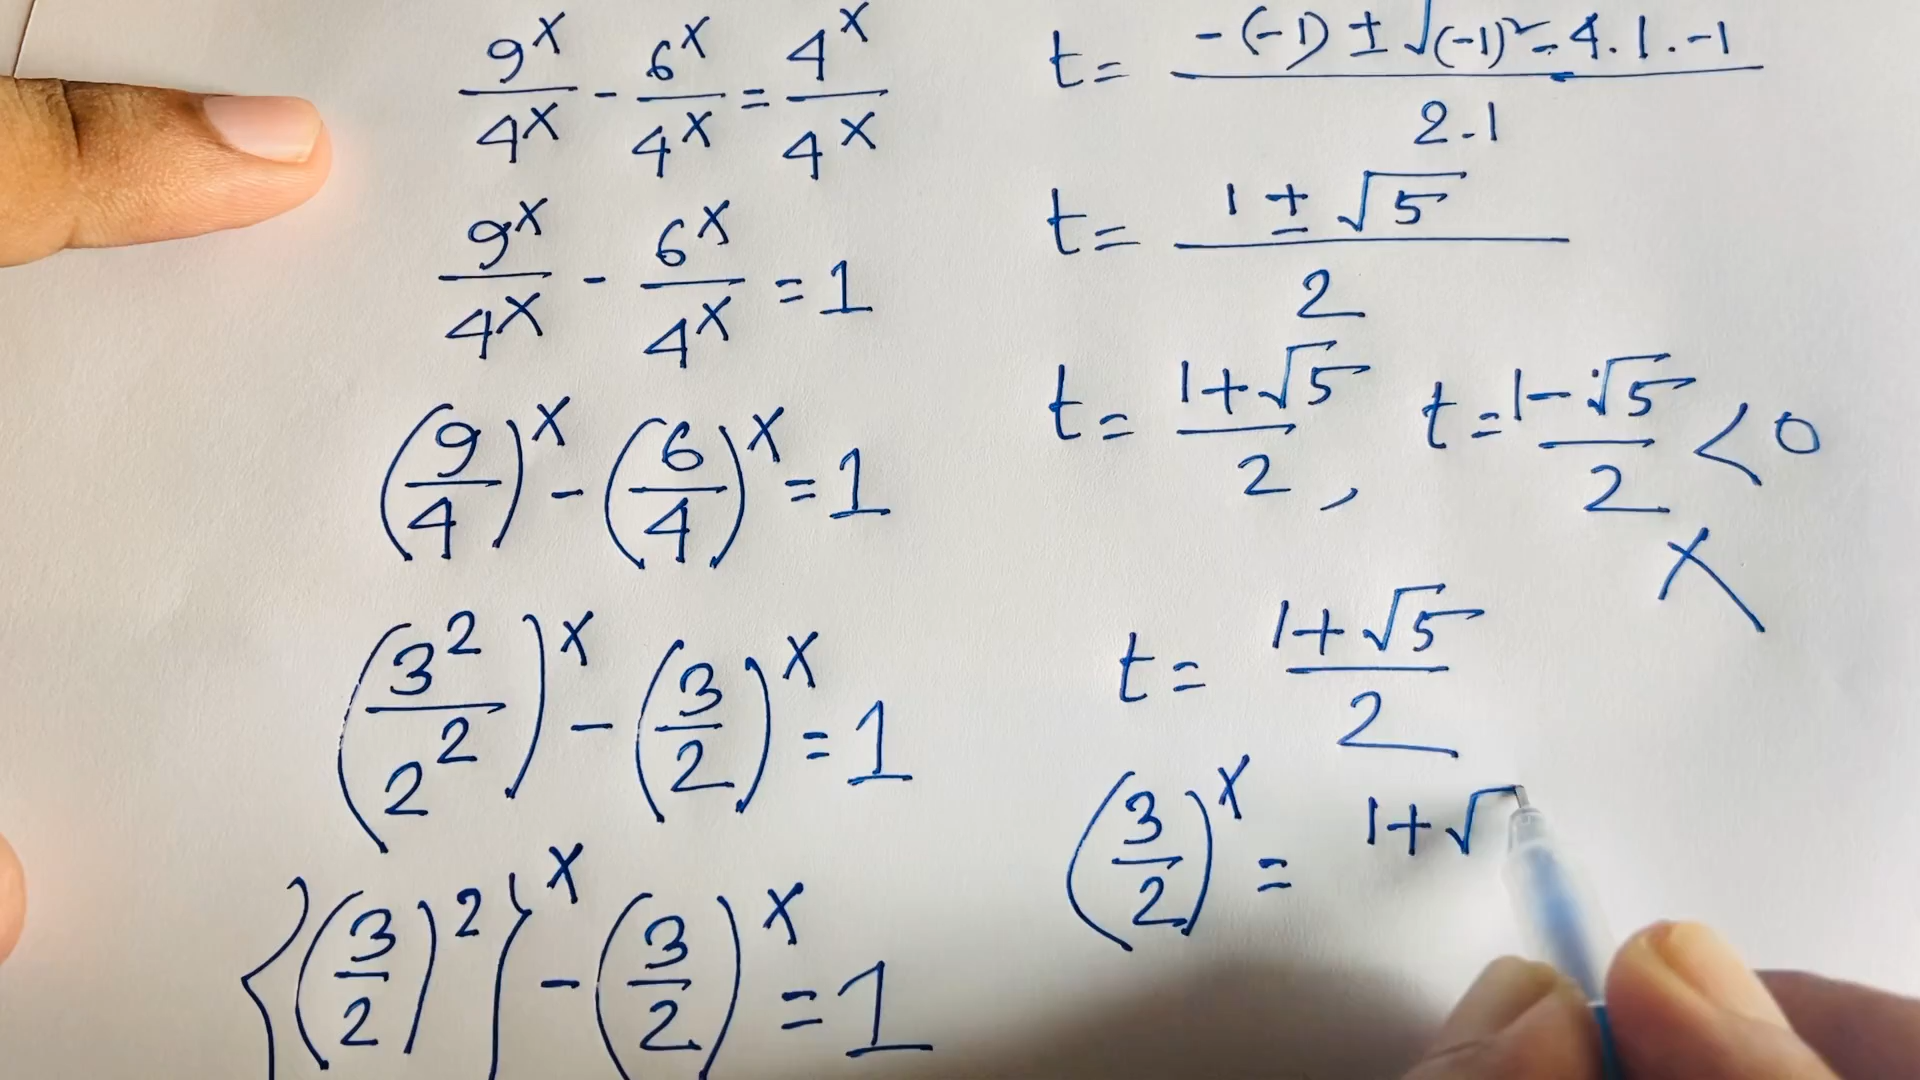 9^x/4^x - 6^x/4^x = 4^x/4^x
9^x/4^x - 6^x/4^x = 1
(9/4)^x - (6/4)^x = 1
(3^2/2^2)^x - (3/2)^x = 1
{(3/2)^2}^x - (3/2)^x = 1
t = (-(-1) ± √((-1)^2 - 4.1.-1))/(2.1)
t = (1 ± √5)/2
t = (1+√5)/2, t = (1-√5)/2 < 0
X
t = (1+√5)/2
(3/2)^x = 1+√